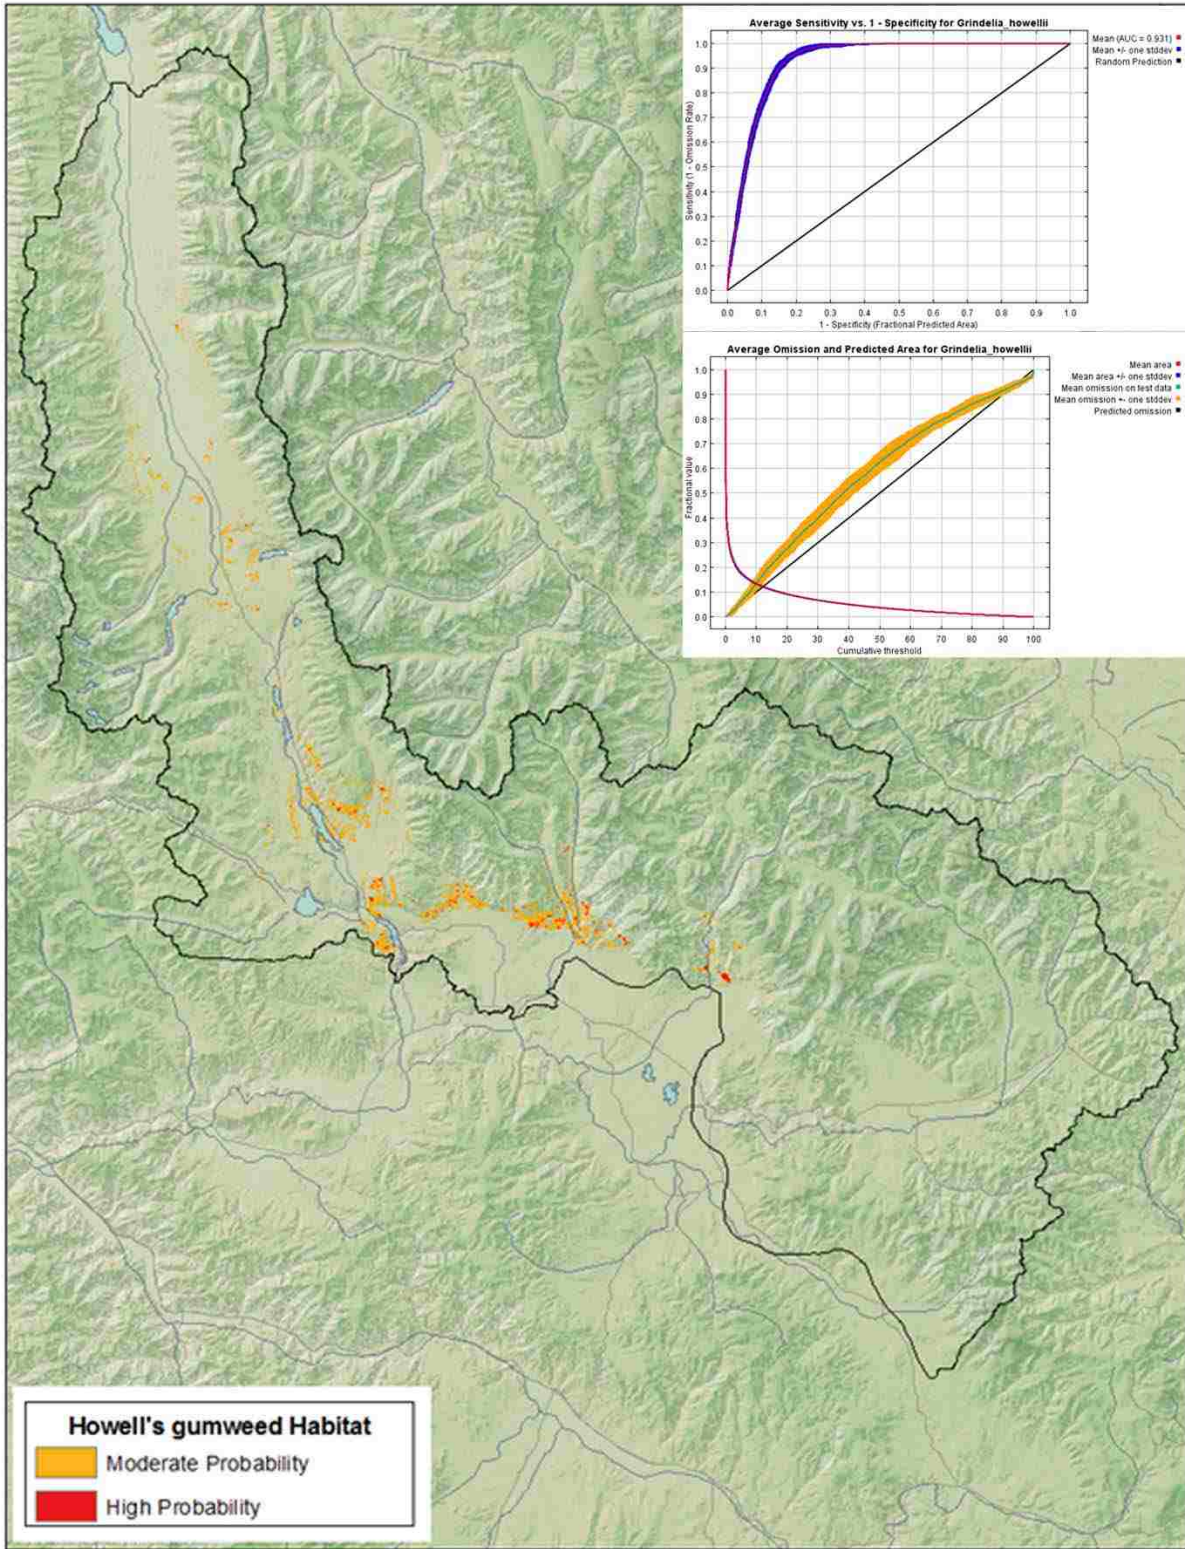 Average Sensitivity vs. 1 - Specificity for Grindelia_howellii
Mean (AUC = 0.931)
Mean +/- one stddev
Random Prediction
Sensitivity (1 - Omission Rate)
1.0
0.9
0.8
0.7
0.6
0.5
0.4
0.3
0.2
0.1
0.0
0.0 0.1 0.2 0.3 0.4 0.5 0.6 0.7 0.8 0.9 1.0
1 - Specificity (Fractional Predicted Area)
Average Omission and Predicted Area for Grindelia_howellii
Mean area
Mean area +/- one stddev
Mean omission on test data
Mean omission +- one stddev
Predicted omission
Fractional value
1.0
0.9
0.8
0.7
0.6
0.5
0.4
0.3
0.2
0.1
0.0
0 10 20 30 40 50 60 70 80 90 100
Cumulative threshold
Howell's gumweed Habitat
Moderate Probability
High Probability